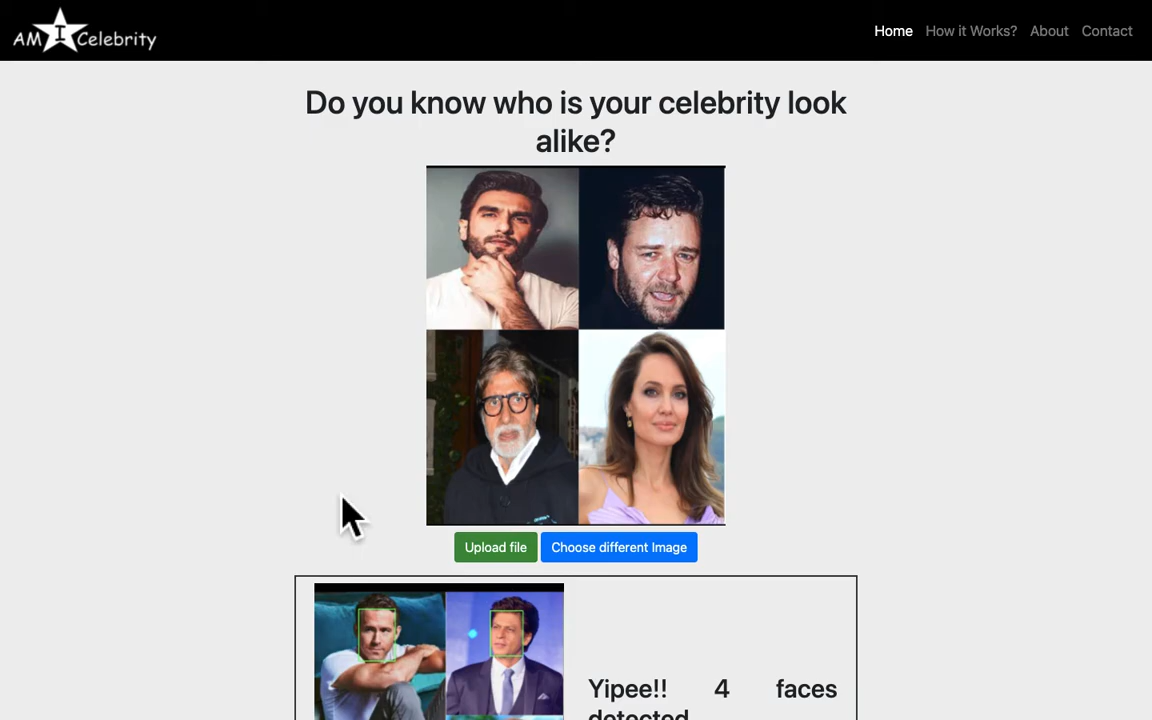 AM I Celebrity
Home How it Works? About Contact
Do you know who is your celebrity look
alike?
Upload file Choose different Image
Yipee!! 4 faces
detected